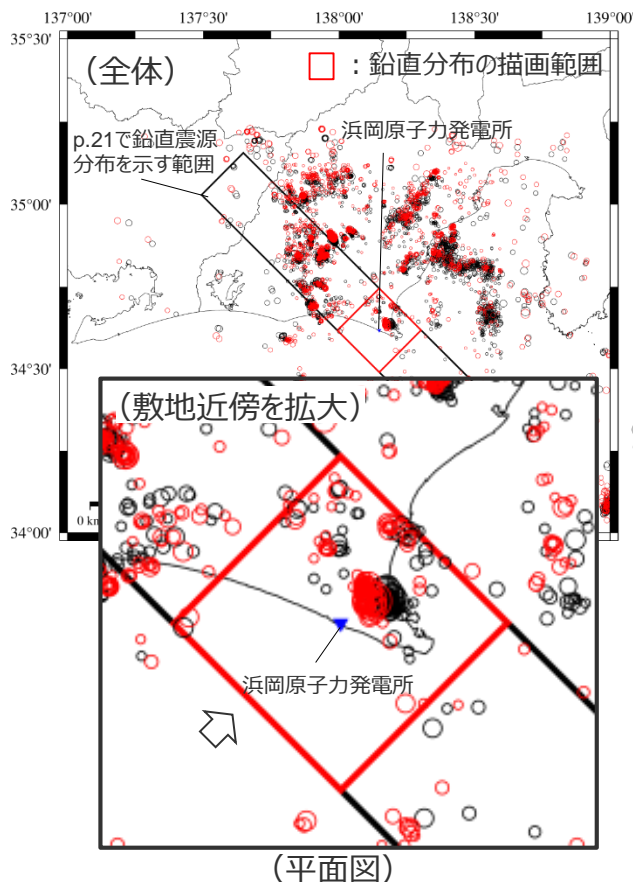 137°00' 137°30' 138°00' 138°30' 139°00'
35°30'
（全体）
：鉛直分布の描画範囲
p.21で鉛直震源
分布を示す範囲
浜岡原子力発電所
35°00'
34°30'
34°00'
0 km
（敷地近傍を拡大）
浜岡原子力発電所
（平面図）